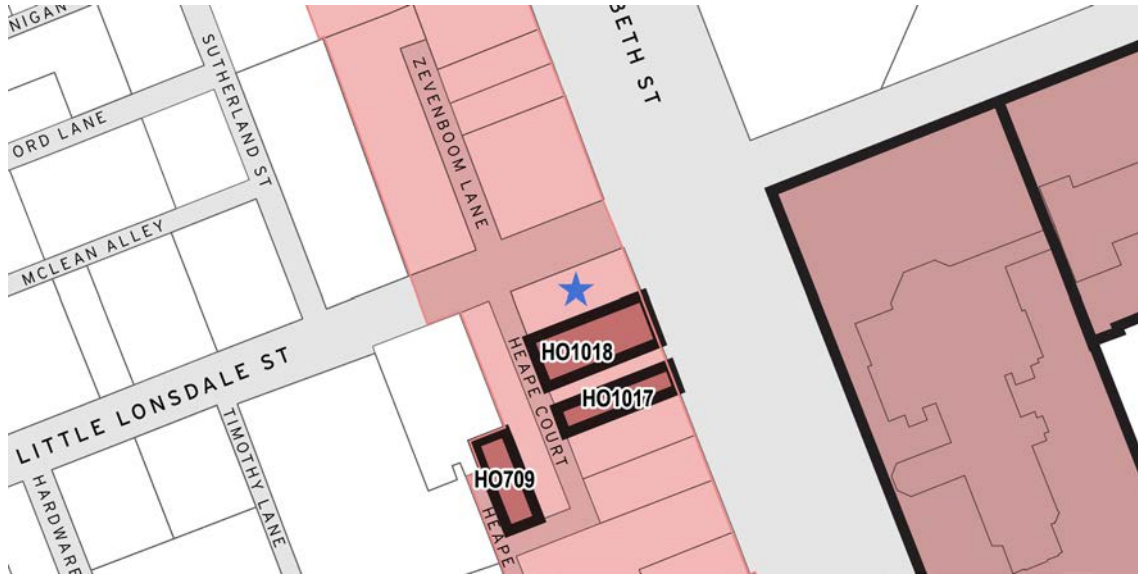 NIGAN
SUTHERLAND ST
ZEVENBOOM LANE
BETH ST
ORD LANE
MCLEAN ALLEY
LITTLE LONSDALE ST
HEAPE COURT
HO1018
HO1017
HO709
HEAPE
TIMOTHY LANE
HARDWARE